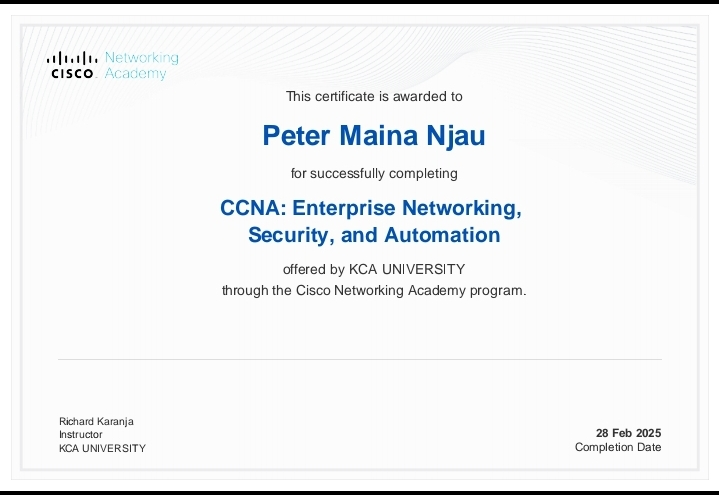 Networking
CISCO. Academy
This certificate is awarded to
Peter Maina Njau
for successfully completing
CCNA: Enterprise Networking,
Security, and Automation
offered by KCA UNIVERSITY
through the Cisco Networking Academy program.
Richard Karanja
Instructor
KCA UNIVERSITY
28 Feb 2025
Completion Date